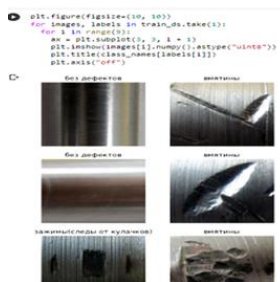 plt.figure(figsize=(10, 10))
for images, labels in train_ds.take(1):
for i in range(9):
ax = plt.subplot(3, 3, i + 1)
plt.imshow(images[i].numpy().astype("uint8"))
plt.title(class_names[labels[i]])
plt.axis("off")
без дефектов
вмятины
без дефектов
вмятины
зажимы(следы от кулачков)
вмятины